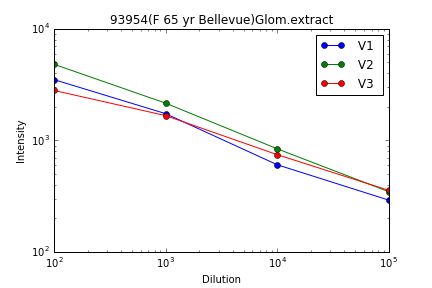 93954(F 65 yr Bellevue)Glom.extract
10^4
10^3
10^2
Intensity
V1
V2
V3
10^2 10^3 10^4 10^5
Dilution